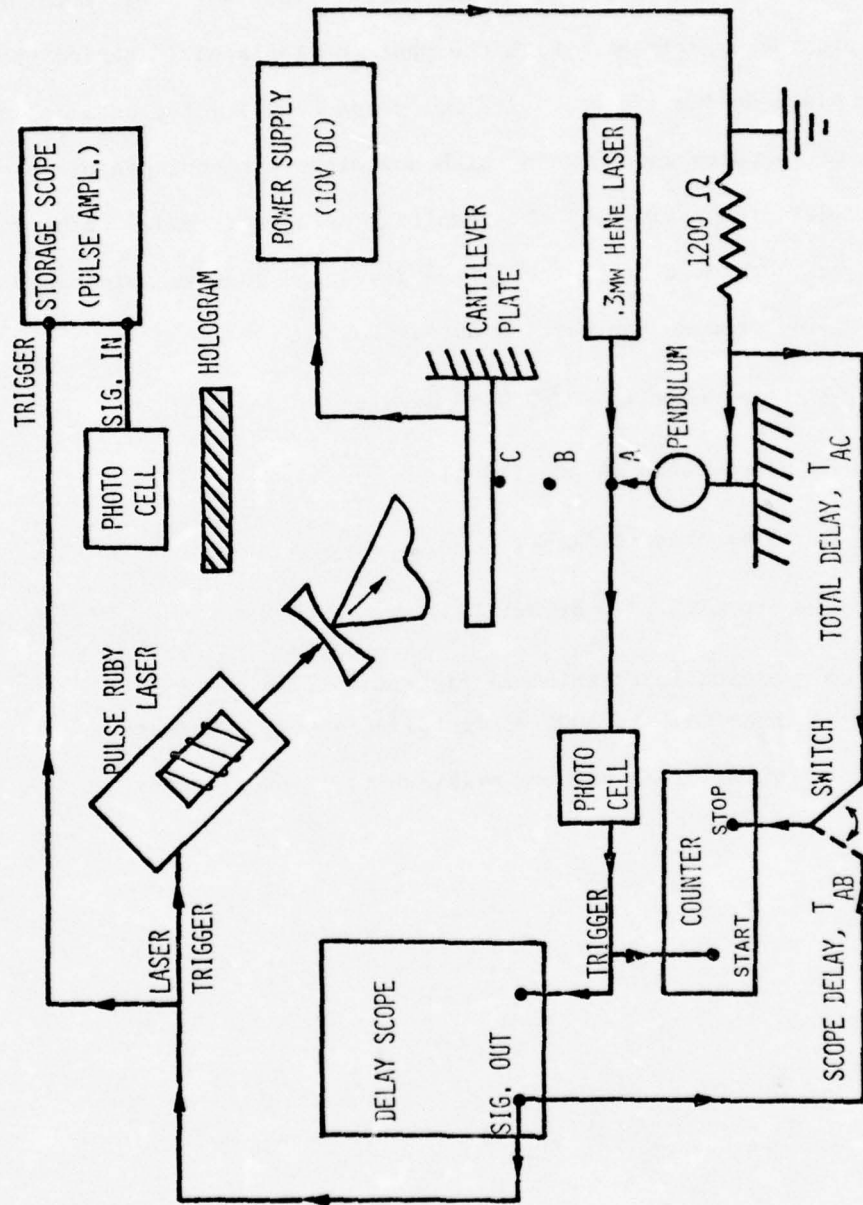 TRIGGER
STORAGE SCOPE
(PULSE AMPL.)
SIG. IN
PHOTO
CELL
HOLOGRAM
POWER SUPPLY
(10V DC)
PULSE RUBY
LASER
LASER
TRIGGER
CANTILEVER
PLATE
C
B
A
.3MW HeNe LASER
1200 Ω
PENDULUM
PHOTO
CELL
DELAY SCOPE
SIG. OUT
TRIGGER
COUNTER
START
STOP
SWITCH
SCOPE DELAY, T_AB
TOTAL DELAY, T_AC